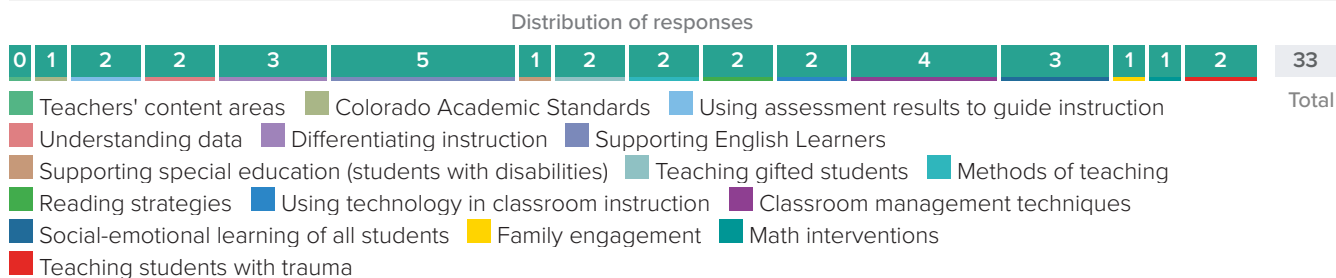 Distribution of responses
0 1 2 2 3 5 1 2 2 2 2 4 3 1 1 2 33
Total
Teachers' content areas Colorado Academic Standards Using assessment results to guide instruction
Understanding data Differentiating instruction Supporting English Learners
Supporting special education (students with disabilities) Teaching gifted students Methods of teaching
Reading strategies Using technology in classroom instruction Classroom management techniques
Social-emotional learning of all students Family engagement Math interventions
Teaching students with trauma